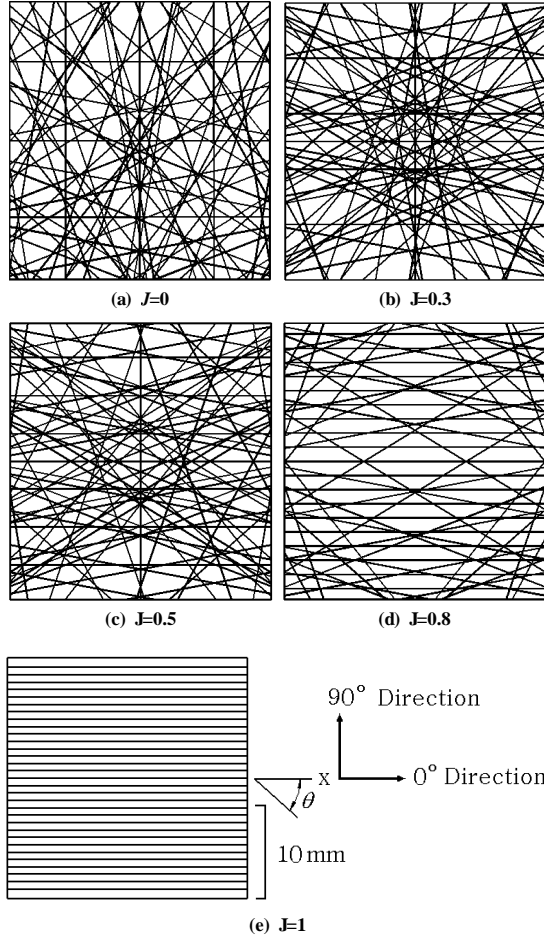 (a) J=0
(b) J=0.3
(c) J=0.5
(d) J=0.8
90° Direction
x
0° Direction
θ
10 mm
(e) J=1